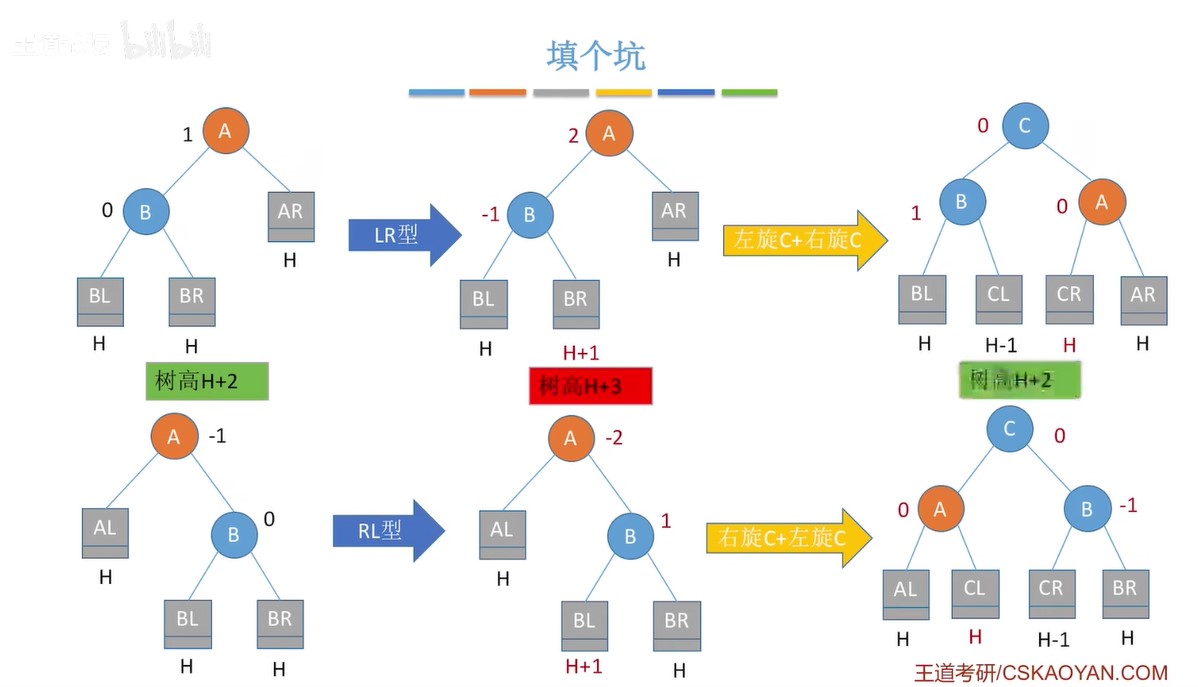 填个坑
1 A
0 B
AR
H
BL
BR
H
H
树高H+2
LR型
2 A
-1 B
AR
H
BL
BR
H
H+1
树高H+3
左旋C+右旋C
0 C
1 B
0 A
BL
CL
CR
AR
H
H-1
H
H
树高H+2
A -1
AL
B 0
H
BL
BR
H
H
RL型
A -2
AL
B 1
H
BL
BR
H+1
H
右旋C+左旋C
C 0
0 A
B -1
AL
CL
CR
BR
H
H
H-1
H
王道考研/CSKAOYAN.COM
bilibili